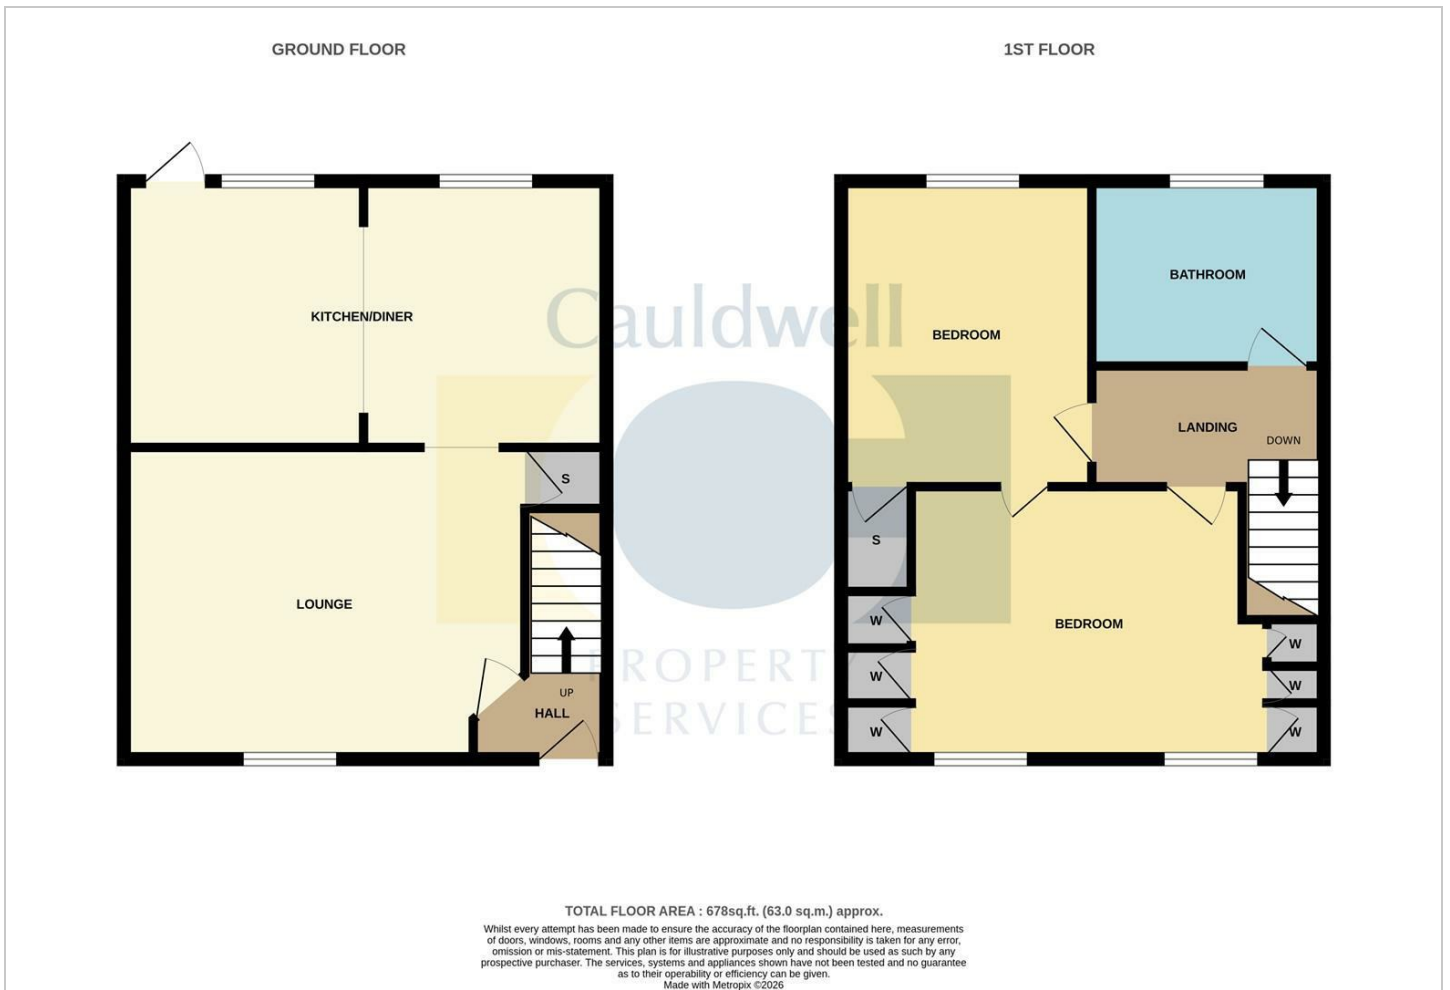 GROUND FLOOR
1ST FLOOR
KITCHEN/DINER
S
LOUNGE
UP
HALL
BATHROOM
BEDROOM
LANDING
DOWN
S
W
BEDROOM
W
W
W
W
W
Cauldwell
PROPERTY
SERVICES
TOTAL FLOOR AREA : 678sq.ft. (63.0 sq.m.) approx.
Whilst every attempt has been made to ensure the accuracy of the floorplan contained here, measurements
of doors, windows, rooms and any other items are approximate and no responsibility is taken for any error,
omission or mis-statement. This plan is for illustrative purposes only and should be used as such by any
prospective purchaser. The services, systems and appliances shown have not been tested and no guarantee
as to their operability or efficiency can be given.
Made with Metropix ©2026